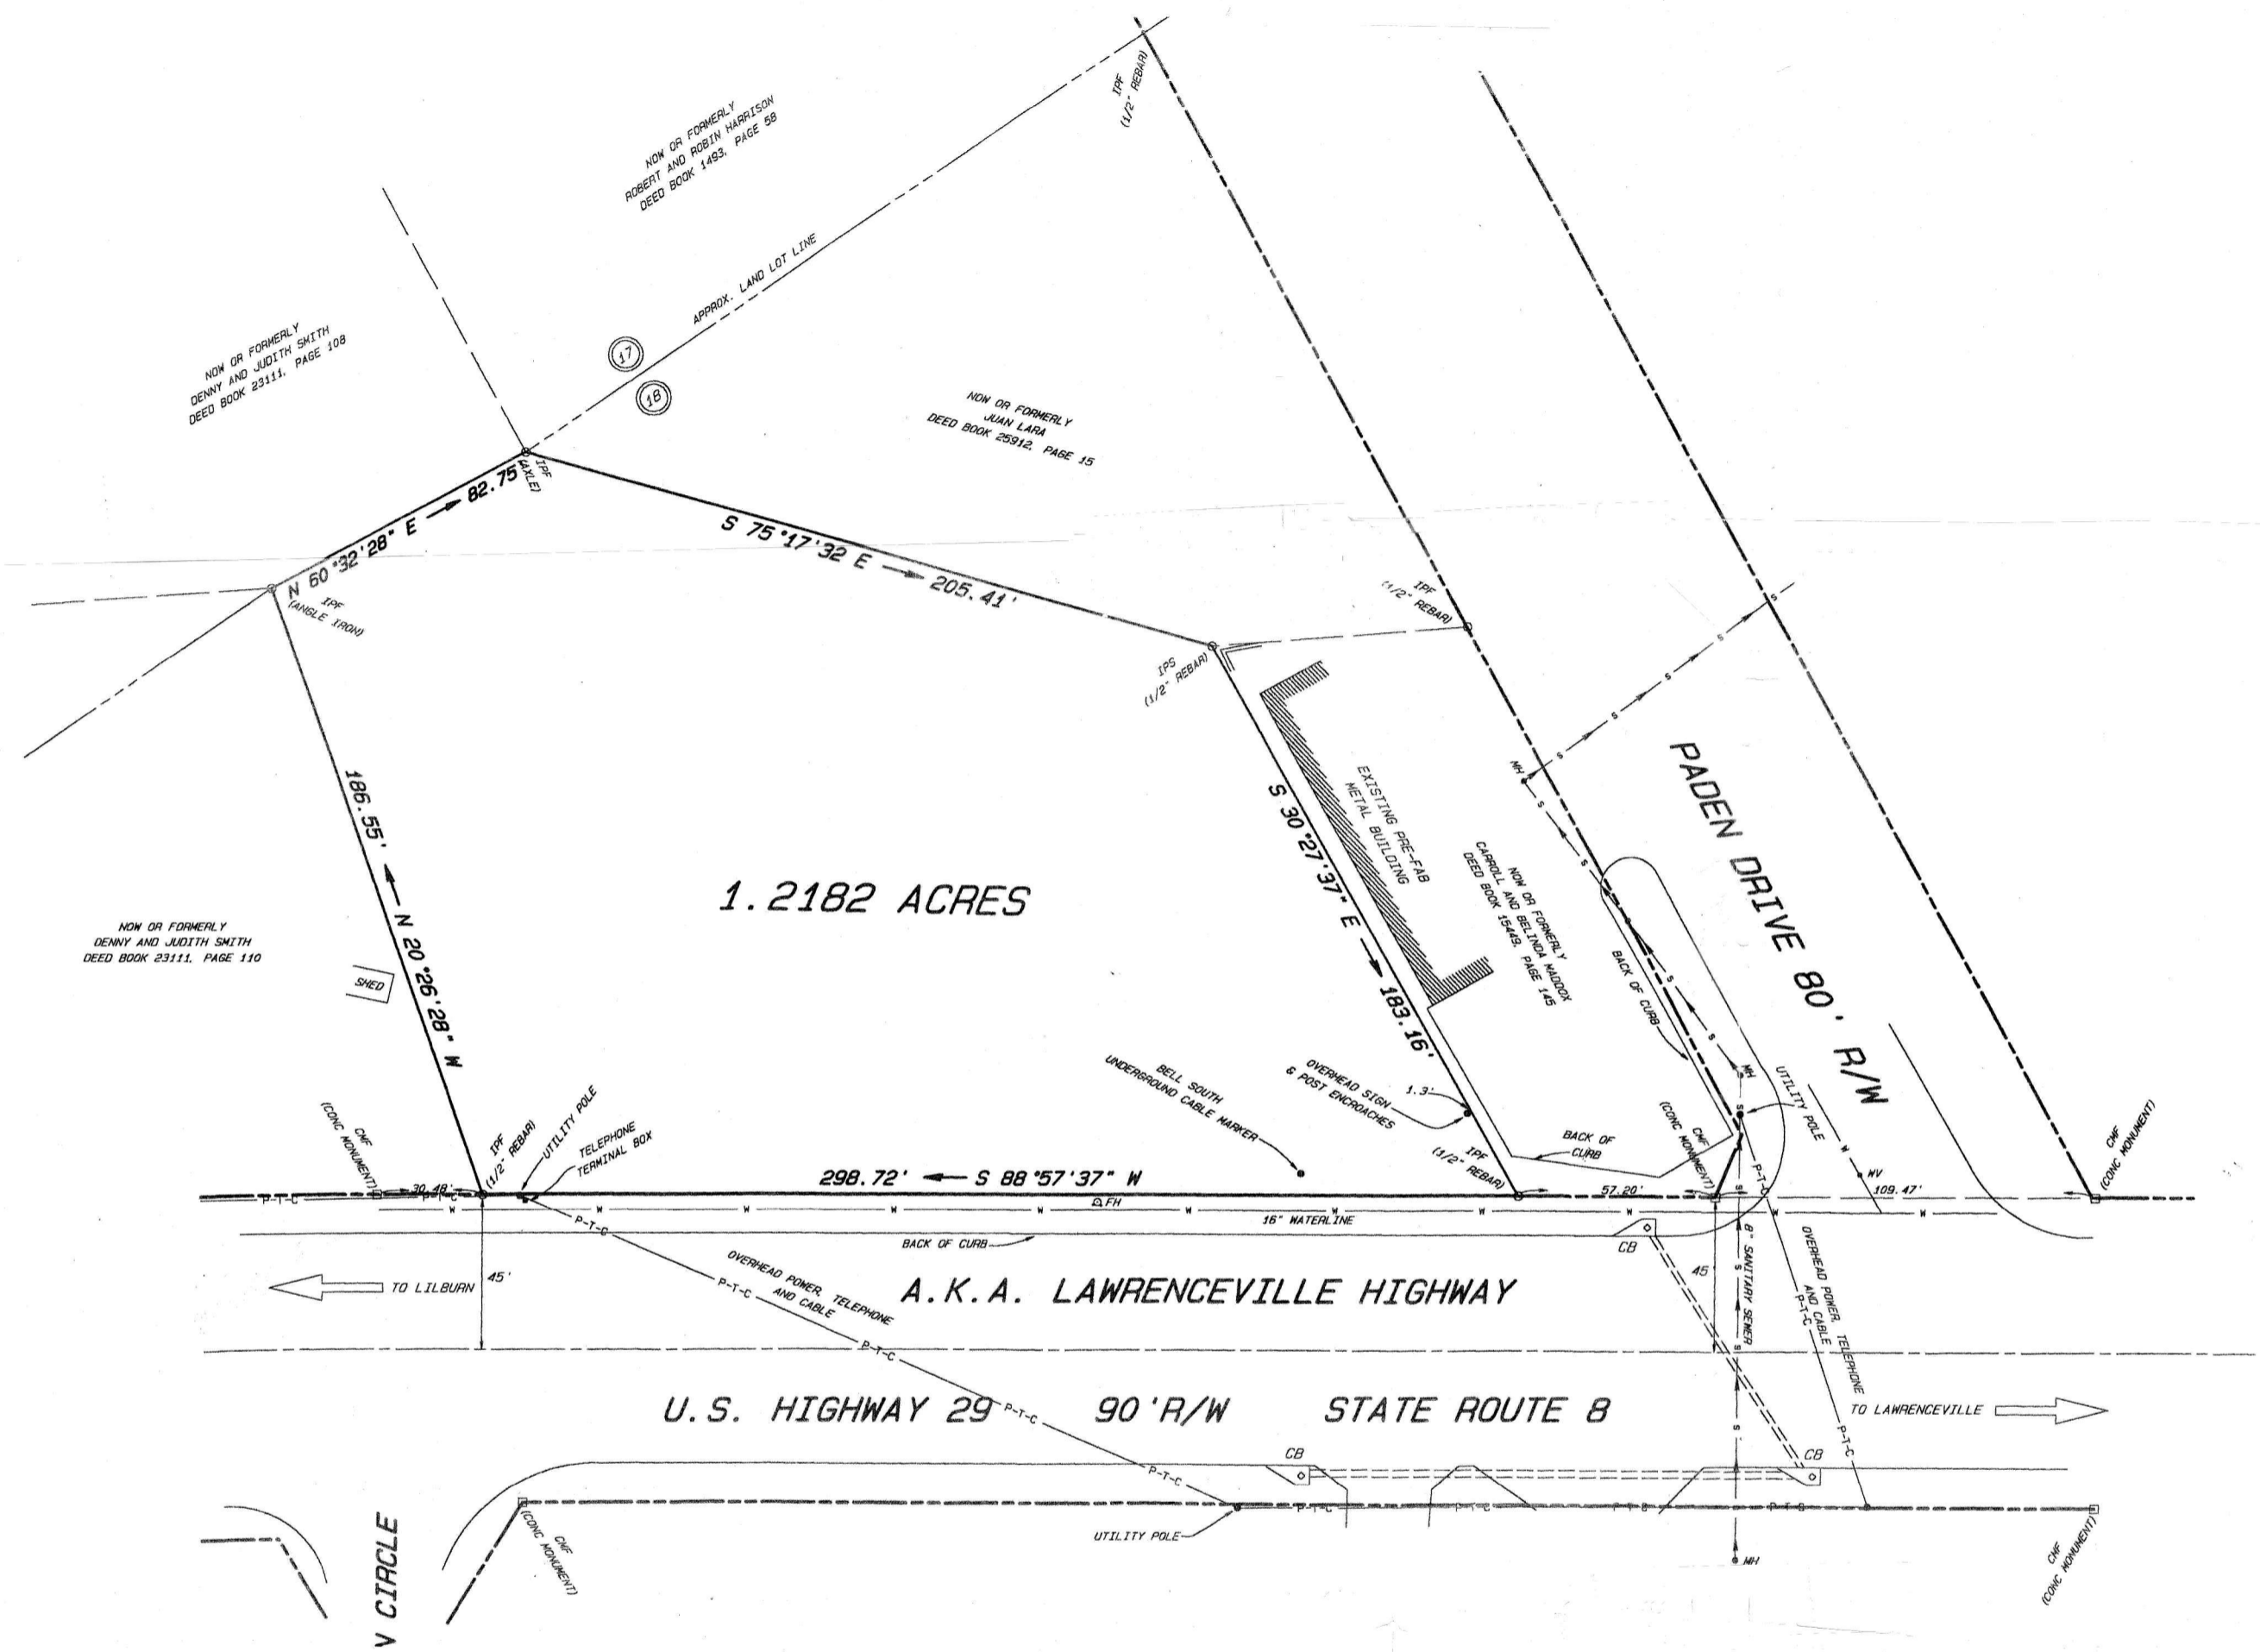 IPF
(1/2" REBAR)
NOW OR FORMERLY
ROBERT AND ROBIN HARRISON
DEED BOOK 1493, PAGE 58
APPROX. LAND LOT LINE
NOW OR FORMERLY
DENNY AND JUDITH SMITH
DEED BOOK 23111, PAGE 108
17
18
NOW OR FORMERLY
JUAN LARA
DEED BOOK 25912, PAGE 15
IPF
(AXLE)
N 60°32'28" E → 82.75'
IPF
(ANGLE IRON)
S 75°17'32 E → 205.41'
IPF
(1/2" REBAR)
IPS
(1/2" REBAR)
S
S
S
S
S
MH
S
S
S
S
S
PADEN DRIVE 80' R/W
EXISTING PRE-FAB
METAL BUILDING
S 30°27'37" E → 183.16'
NOW OR FORMERLY
CARROLL AND BELINDA MADDOX
DEED BOOK 15449, PAGE 145
BACK OF CURB
186.55' ← N 20°26'28" W
1.2182 ACRES
NOW OR FORMERLY
DENNY AND JUDITH SMITH
DEED BOOK 23111, PAGE 110
SHED
BELL SOUTH
UNDERGROUND CABLE MARKER
OVERHEAD SIGN
& POST ENCROACHES
1.3'
MH
S
UTILITY POLE
CMF
(CONC MONUMENT)
IPF
(1/2" REBAR)
UTILITY POLE
TELEPHONE
TERMINAL BOX
IPF
(1/2" REBAR)
BACK OF
CURB
CMF
(CONC MONUMENT)
W
WV
CMF
(CONC MONUMENT)
P-T-C
30.48'
P-T-C
298.72' ← S 88°57'37" W
57.20'
S
P-T-C
109.47'
FH
W W W W W W W W W W W
P-T-C
16" WATERLINE
BACK OF CURB
CB
TO LILBURN
45'
OVERHEAD POWER, TELEPHONE
AND CABLE
P-T-C
A.K.A. LAWRENCEVILLE HIGHWAY
45'
8" SANITARY SEWER
S
S
S
OVERHEAD POWER, TELEPHONE
AND CABLE
P-T-C
P-T-C
U.S. HIGHWAY 29
P-T-C
90'R/W
STATE ROUTE 8
TO LAWRENCEVILLE
S
P-T-C
CB
CB
P-T-C
P-T-C
P-T-C
P-T-S
P-T-S
CMF
(CONC MONUMENT)
UTILITY POLE
MH
CMF
(CONC MONUMENT)
V CIRCLE